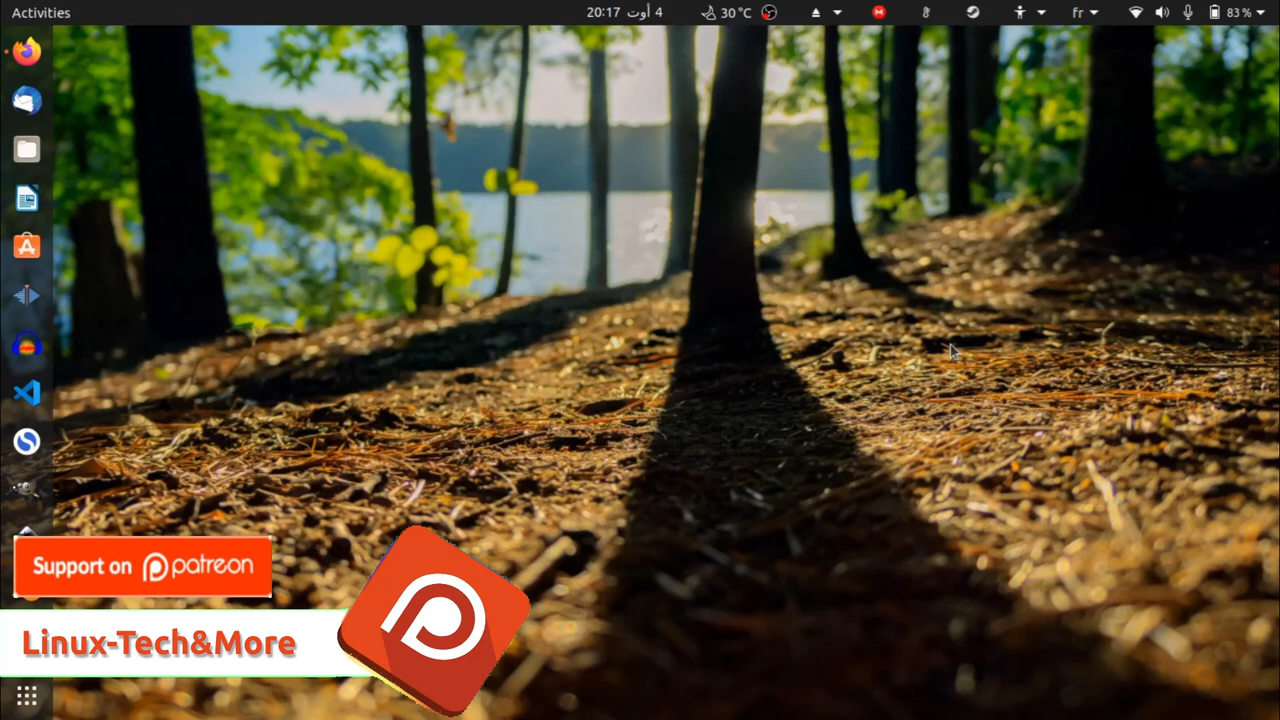 Activities
4 أوت 20:17
30 °C
fr
83 %
Support on patreon
Linux-Tech&More